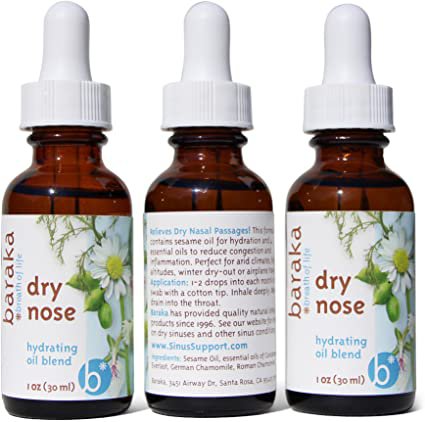 baraka
breath of life
dry
nose
hydrating
oil blend
1 oz (30 ml)
b
Relieves Dry Nasal Passages! This formula
contains sesame oil for hydration and
essential oils to reduce congestion and
inflammation. Perfect for arid climates,
altitudes, winter dry-out or airplane
Application: 1-2 drops into each
swab with a cotton tip. Inhale deeply.
drain into the throat.
Baraka has provided quality natural
products since 1996. See our website
on dry sinuses and other sinus
www.SinusSupport.com
Ingredients: Sesame Oil, essential oils of
Everlast, German Chamomile, Roman
Baraka, 3451 Airway Dr, Santa Rosa, CA
baraka
breath of life
dry
nose
hydrating
oil blend
1 oz (30 ml)
b